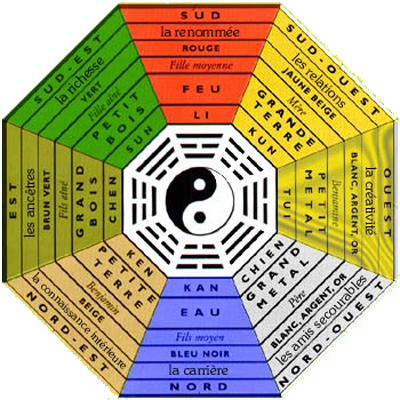 SUD
la renommée
ROUGE
Fille moyenne
FEU
LI
SUD-OUEST
les relations
JAUNE BEIGE
Mère
GRANDE
TERRE
KUN
OUEST
la créativité
BLANC, ARGENT, OR
Benjamine
PETIT
METAL
TUI
CHIEN
GRAND
METAL
Père
BLANC, ARGENT, OR
les amis secourables
NORD-OUEST
KAN
EAU
Fils moyen
BLEU NOIR
la carrière
NORD
KEN
PETITE
TERRE
Benjamin
BEIGE
la connaissance intérieure
NORD-EST
EST
les ancêtres
BRUN VERT
Fils aîné
GRAND
BOIS
CHEN
SUD-EST
la richesse
VERT
Fille aîné
PETIT
BOIS
SUN